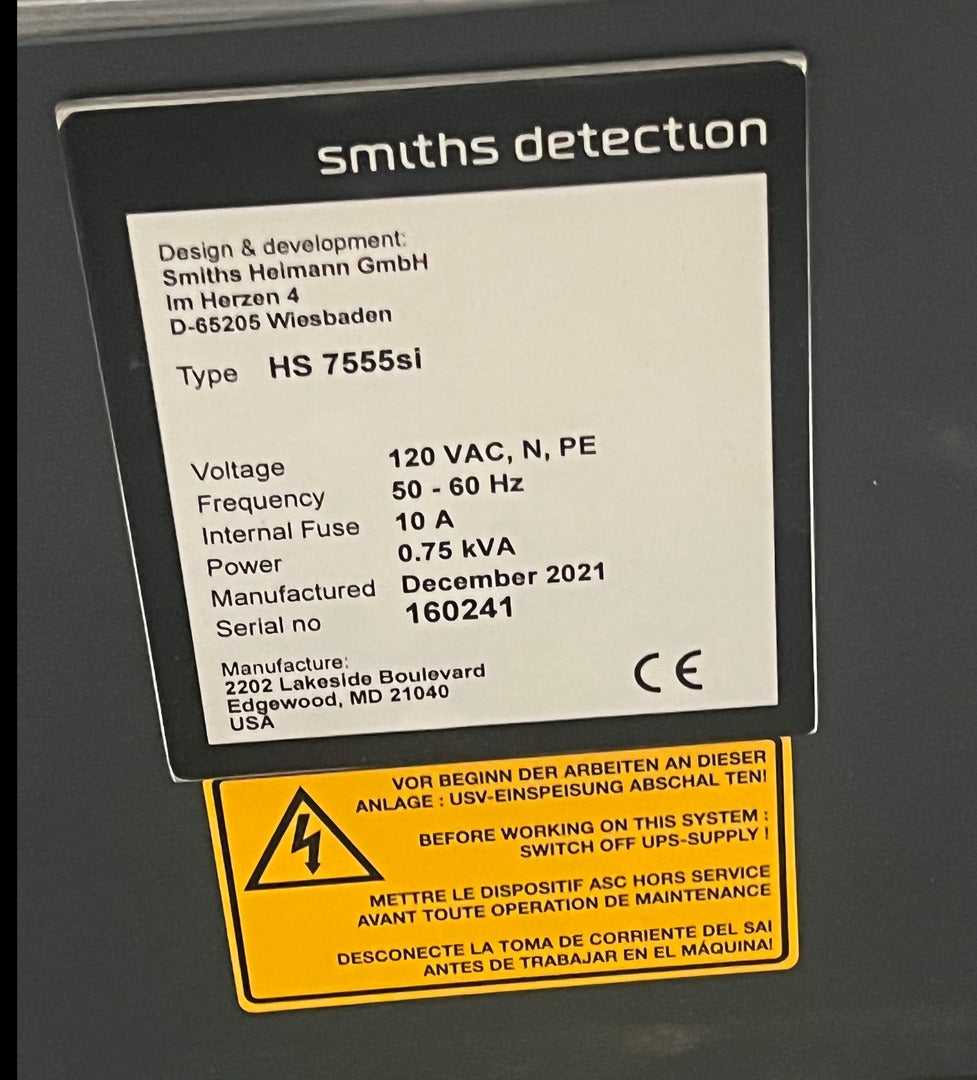 smiths detection
Design & development:
Smiths Heimann GmbH
Im Herzen 4
D-65205 Wiesbaden
Type HS 7555si
Voltage 120 VAC, N, PE
Frequency 50 - 60 Hz
Internal Fuse 10 A
Power 0.75 kVA
Manufactured December 2021
Serial no 160241
Manufacture:
2202 Lakeside Boulevard
Edgewood, MD 21040
USA
CE
VOR BEGINN DER ARBEITEN AN DIESER
ANLAGE : USV-EINSPEISUNG ABSCHAL TEN!
BEFORE WORKING ON THIS SYSTEM :
SWITCH OFF UPS-SUPPLY !
METTRE LE DISPOSITIF ASC HORS SERVICE
AVANT TOUTE OPERATION DE MAINTENANCE
DESCONECTE LA TOMA DE CORRIENTE DEL SAI
ANTES DE TRABAJAR EN EL MÁQUINA!